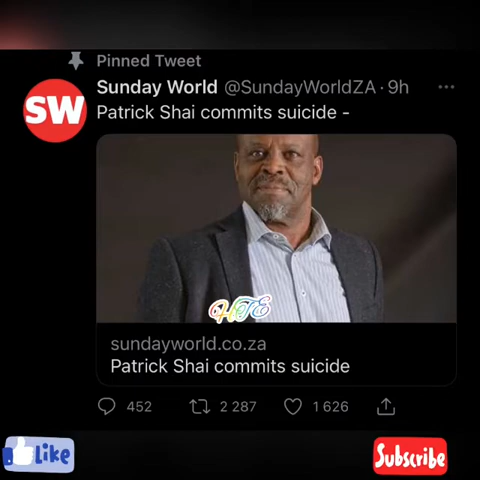 Pinned Tweet
Sunday World @SundayWorldZA · 9h
SW
Patrick Shai commits suicide -
HTE
sundayworld.co.za
Patrick Shai commits suicide
452 2 287 1 626
Like
Subscribe